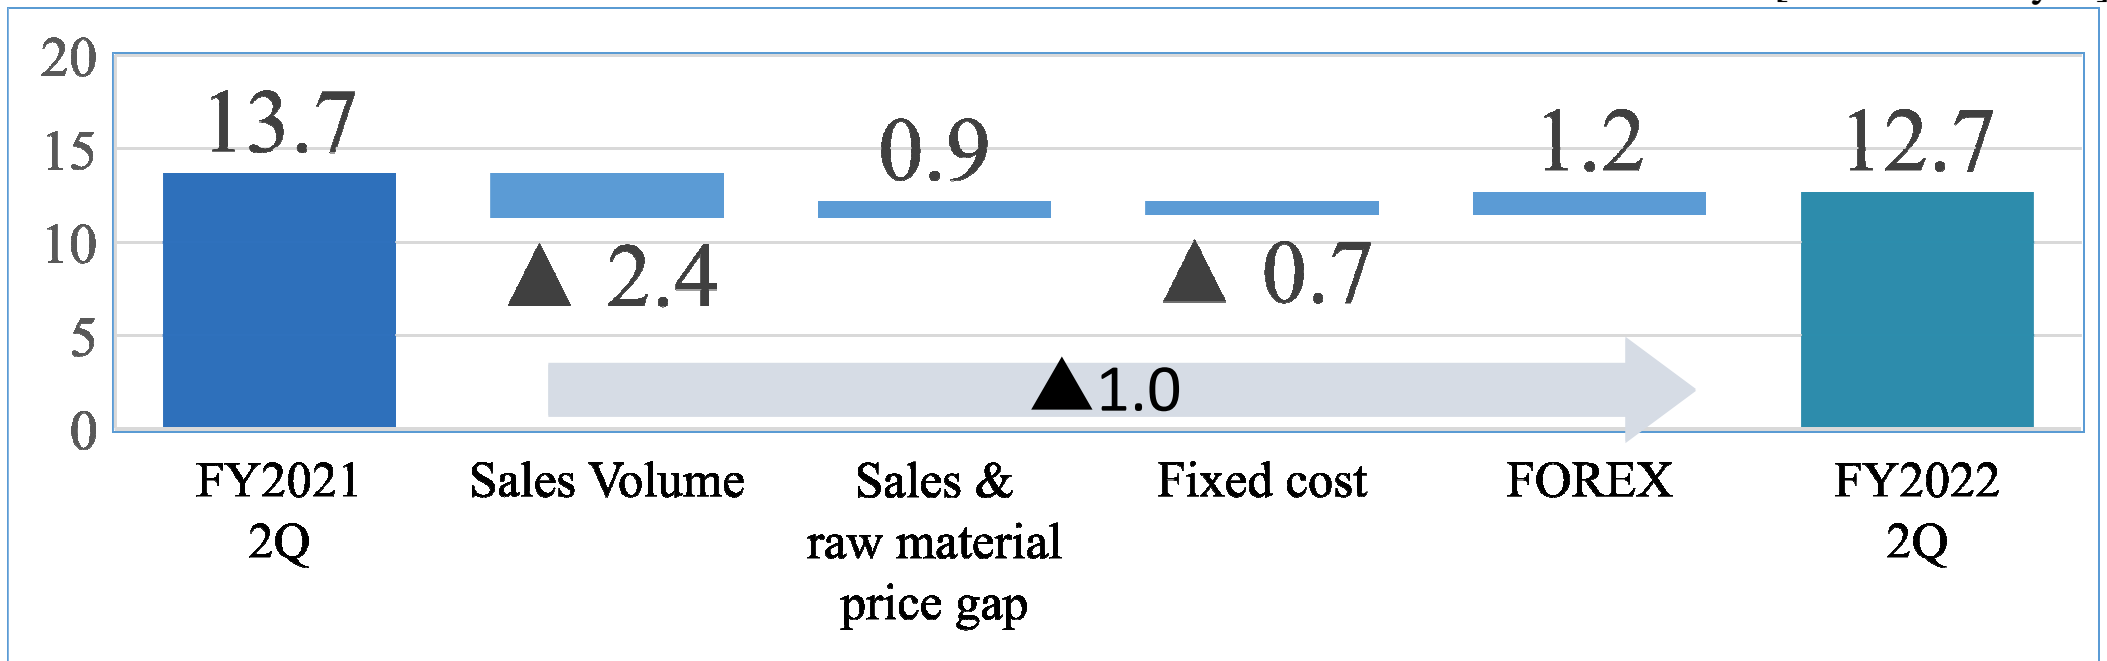 20
15
10
5
0
13.7
▲ 2.4
0.9
▲ 0.7
1.2
12.7
▲1.0
FY2021
2Q
Sales Volume
Sales &
raw material
price gap
Fixed cost
FOREX
FY2022
2Q